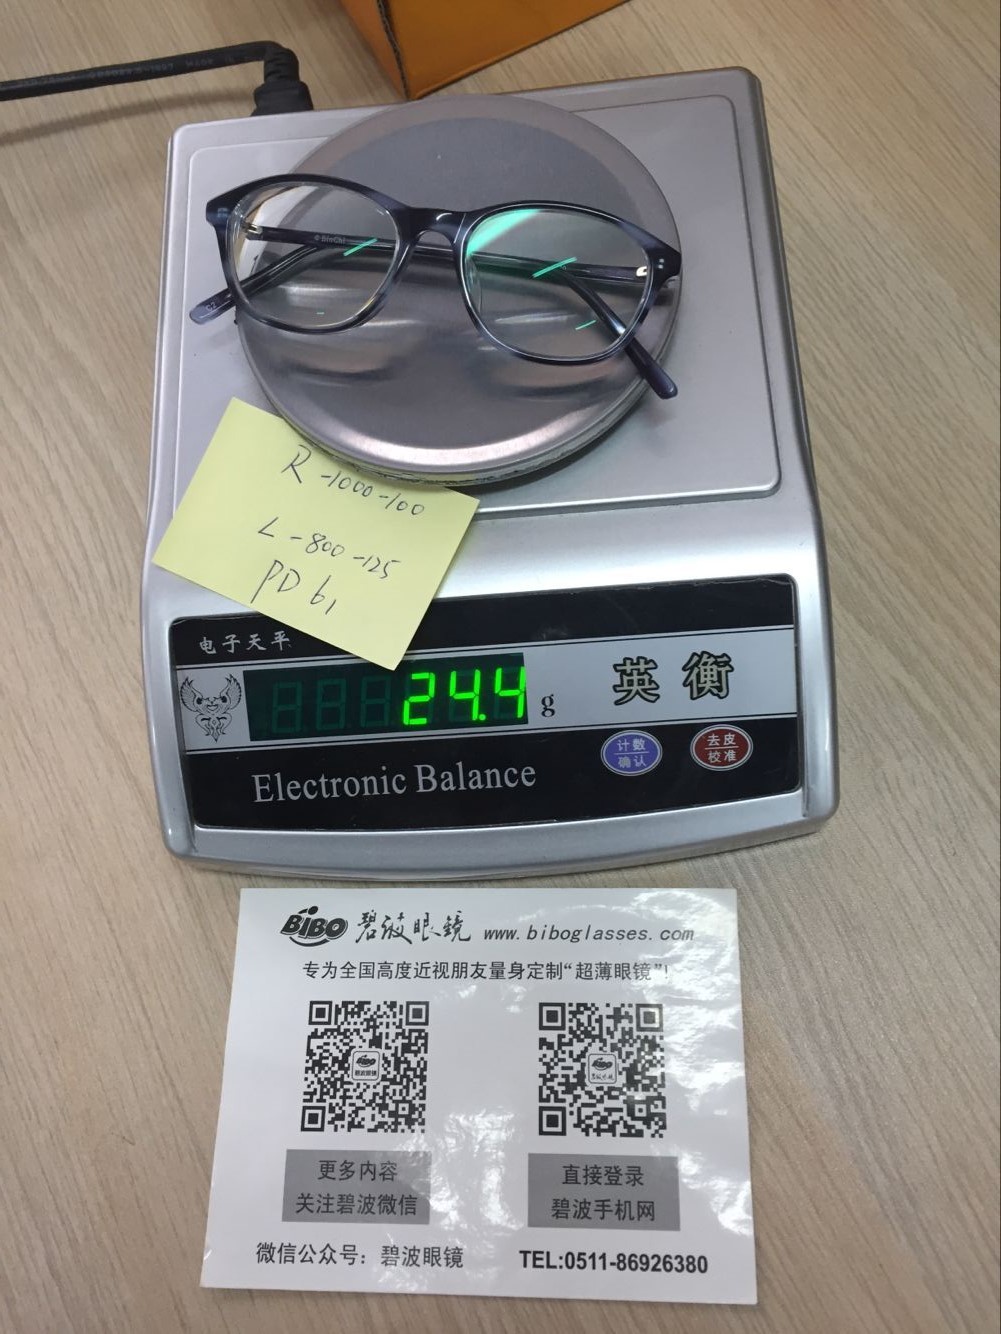 BinChi
C2
R -1000-100
L -800-125
PD 61
电子天平
24.4 g
英衡
计数
确认
去皮
校准
Electronic Balance
BIBO 碧波眼镜 www.biboglasses.com
专为全国高度近视朋友量身定制“超薄眼镜”!
更多内容
关注碧波微信
直接登录
碧波手机网
微信公众号：碧波眼镜
TEL:0511-86926380